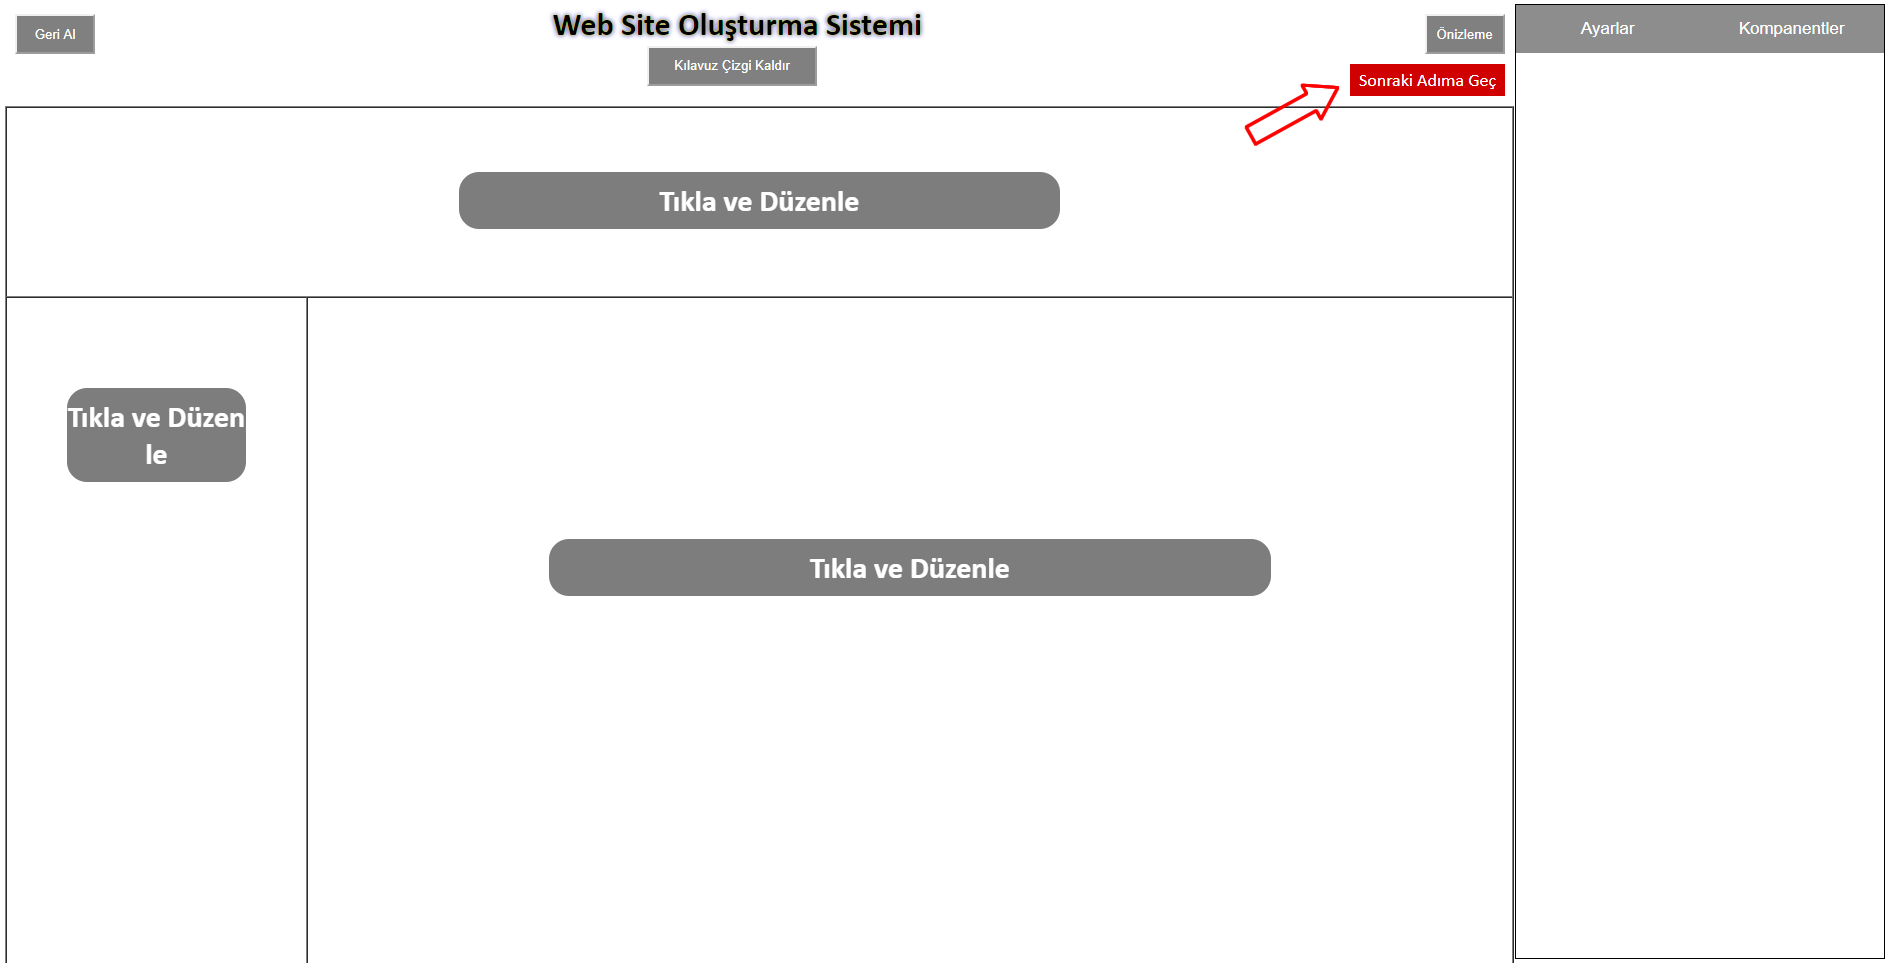 Geri Al
Web Site Oluşturma Sistemi
Kılavuz Çizgi Kaldır
Önizleme
Sonraki Adıma Geç
Ayarlar
Kompanentler
Tıkla ve Düzenle
Tıkla ve Düzen
le
Tıkla ve Düzenle